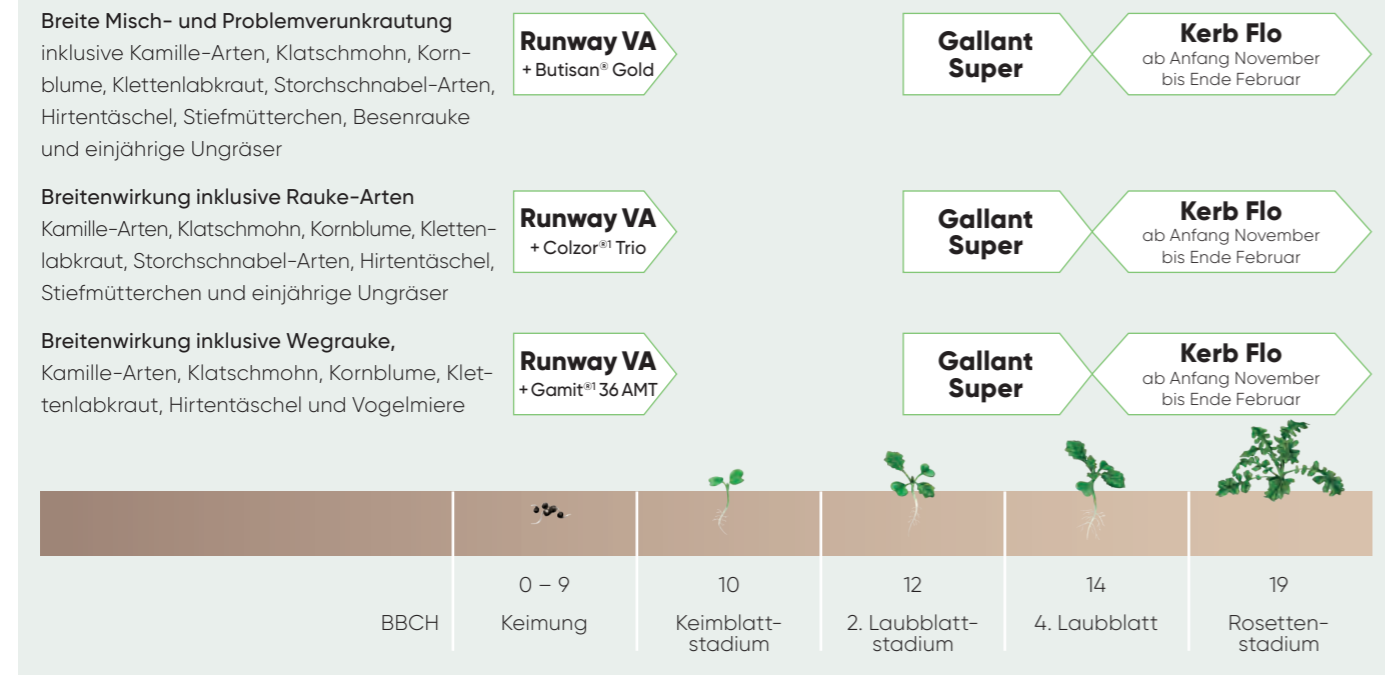 Breite Misch- und Problemverunkrautung
inklusive Kamille-Arten, Klatschmohn, Korn-
blume, Klettenlabkraut, Storchschnabel-Arten,
Hirtentäschel, Stiefmütterchen, Besenrauke
und einjährige Ungräser
Runway VA
+ Butisan® Gold
Gallant
Super
Kerb Flo
ab Anfang November
bis Ende Februar
Breitenwirkung inklusive Rauke-Arten
Kamille-Arten, Klatschmohn, Kornblume, Kletten-
labkraut, Storchschnabel-Arten, Hirtentäschel,
Stiefmütterchen und einjährige Ungräser
Runway VA
+ Colzor®¹ Trio
Gallant
Super
Kerb Flo
ab Anfang November
bis Ende Februar
Breitenwirkung inklusive Wegrauke,
Kamille-Arten, Klatschmohn, Kornblume, Klet-
tenlabkraut, Hirtentäschel und Vogelmiere
Runway VA
+ Gamit®¹ 36 AMT
Gallant
Super
Kerb Flo
ab Anfang November
bis Ende Februar
0 – 9 10 12 14 19
BBCH Keimung Keimblatt- 2. Laubblatt- 4. Laubblatt Rosetten-
stadium stadium stadium